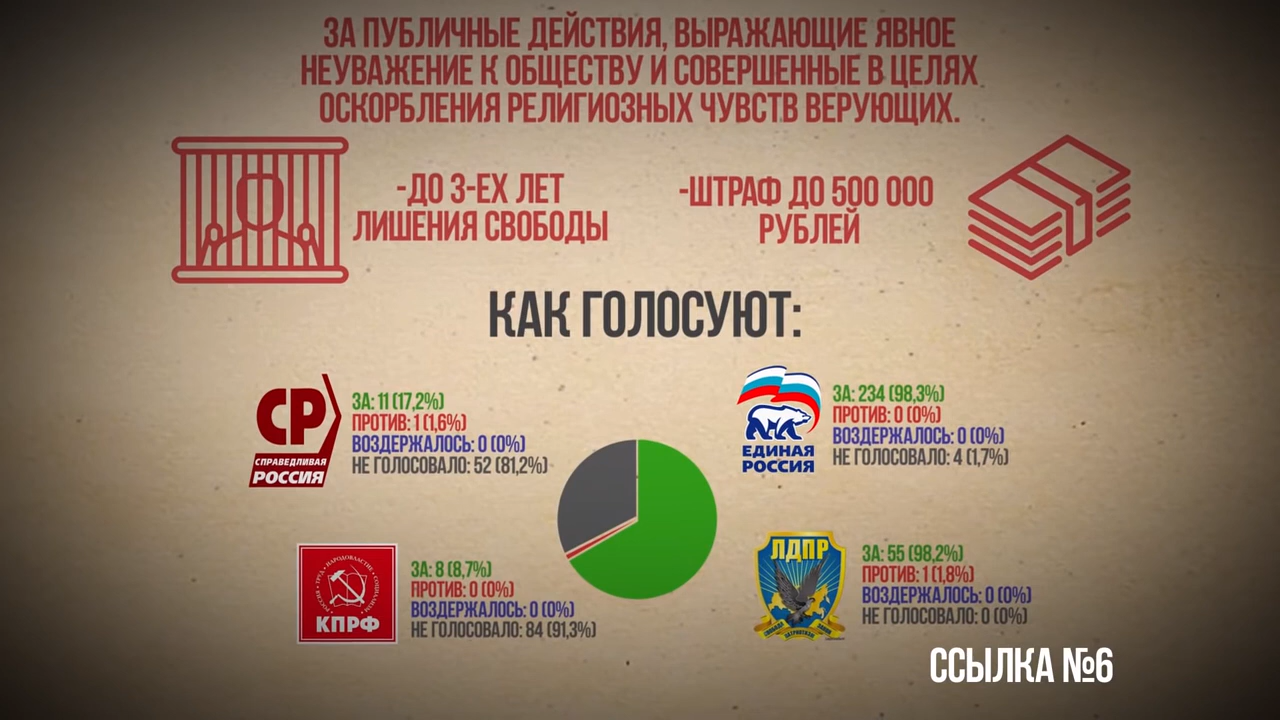 ЗА ПУБЛИЧНЫЕ ДЕЙСТВИЯ, ВЫРАЖАЮЩИЕ ЯВНОЕ
НЕУВАЖЕНИЕ К ОБЩЕСТВУ И СОВЕРШЕННЫЕ В ЦЕЛЯХ
ОСКОРБЛЕНИЯ РЕЛИГИОЗНЫХ ЧУВСТВ ВЕРУЮЩИХ.
-ДО 3-ЕХ ЛЕТ
ЛИШЕНИЯ СВОБОДЫ
-ШТРАФ ДО 500 000
РУБЛЕЙ
КАК ГОЛОСУЮТ:
СР
СПРАВЕДЛИВАЯ
РОССИЯ
ЗА: 11 (17,2%)
ПРОТИВ: 1 (1,6%)
ВОЗДЕРЖАЛОСЬ: 0 (0%)
НЕ ГОЛОСОВАЛО: 52 (81,2%)
ЕДИНАЯ
РОССИЯ
ЗА: 234 (98,3%)
ПРОТИВ: 0 (0%)
ВОЗДЕРЖАЛОСЬ: 0 (0%)
НЕ ГОЛОСОВАЛО: 4 (1,7%)
РОССИЯ • ТРУД • НАРОДОВЛАСТИЕ • СОЦИАЛИЗМ
КПРФ
ЗА: 8 (8,7%)
ПРОТИВ: 0 (0%)
ВОЗДЕРЖАЛОСЬ: 0 (0%)
НЕ ГОЛОСОВАЛО: 84 (91,3%)
ЛДПР
ЗА: 55 (98,2%)
ПРОТИВ: 1 (1,8%)
ВОЗДЕРЖАЛОСЬ: 0 (0%)
НЕ ГОЛОСОВАЛО: 0 (0%)
ССЫЛКА №6